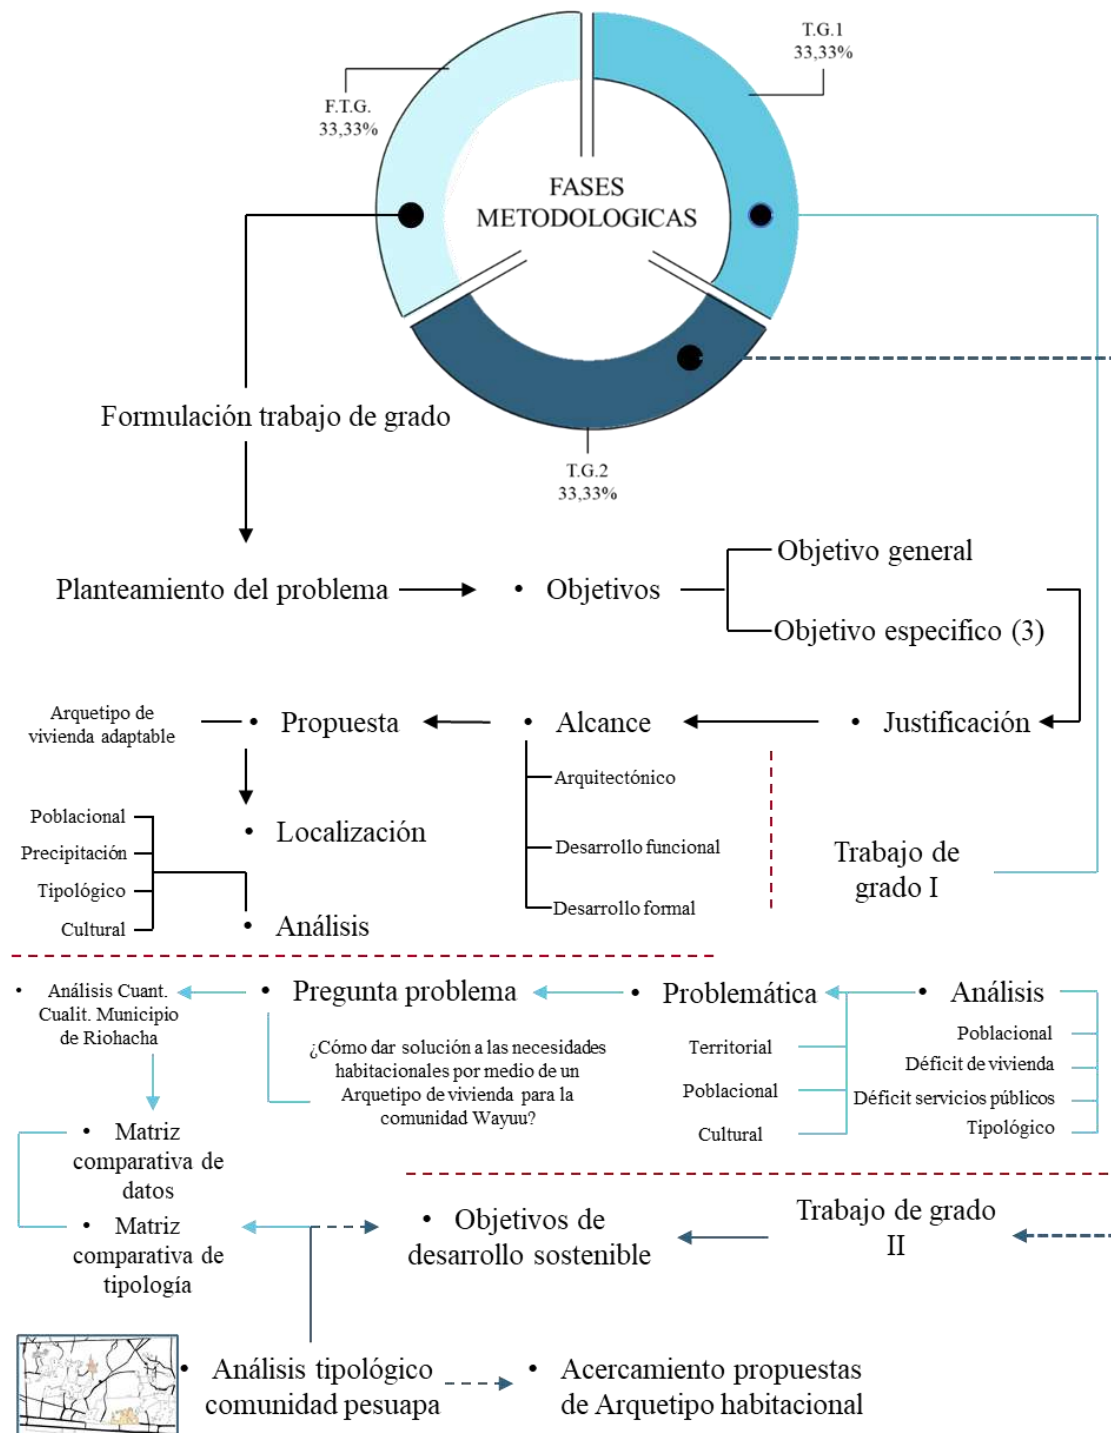 T.G.1
33,33%
F.T.G.
33,33%
FASES
METODOLOGICAS
T.G.2
33,33%
Formulación trabajo de grado
Planteamiento del problema
• Objetivos
Objetivo general
Objetivo especifico (3)
• Justificación
• Alcance
Arquitectónico
Desarrollo funcional
Desarrollo formal
• Propuesta
Arquetipo de
vivienda adaptable
• Localización
• Análisis
Poblacional
Precipitación
Tipológico
Cultural
Trabajo de
grado I
• Análisis
Poblacional
Déficit de vivienda
Déficit servicios públicos
Tipológico
• Problemática
Territorial
Poblacional
Cultural
• Pregunta problema
¿Cómo dar solución a las necesidades
habitacionales por medio de un
Arquetipo de vivienda para la
comunidad Wayuu?
• Análisis Cuant.
Cualit. Municipio
de Riohacha
• Matriz
comparativa de
datos
• Matriz
comparativa de
tipología
Trabajo de grado
II
• Objetivos de
desarrollo sostenible
• Análisis tipológico
comunidad pesuapa
• Acercamiento propuestas
de Arquetipo habitacional